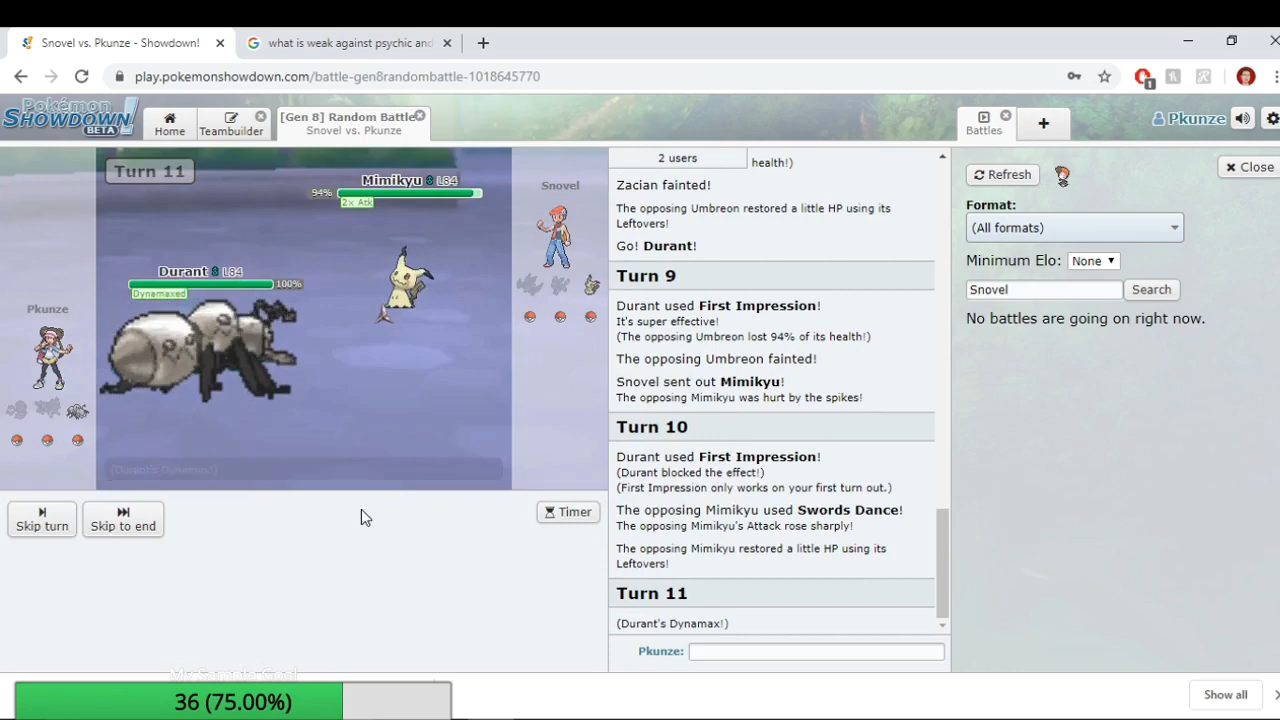 Snovel vs. Pkunze - Showdown!
what is weak against psychic and
play.pokemonshowdown.com/battle-gen8randombattle-1018645770
1
Pokémon
SHOWDOWN
BETA
Home
Teambuilder
[Gen 8] Random Battle
Snovel vs. Pkunze
Battles
Pkunze
Turn 11
Mimikyu L84
94%
2x Atk
Durant L84
100%
Dynamaxed
Pkunze
Snovel
(Durant's Dynamax!)
Skip turn
Skip to end
Timer
2 users
health!)
Zacian fainted!
The opposing Umbreon restored a little HP using its
Leftovers!
Go! Durant!
Turn 9
Durant used First Impression!
It's super effective!
(The opposing Umbreon lost 94% of its health!)
The opposing Umbreon fainted!
Snovel sent out Mimikyu!
The opposing Mimikyu was hurt by the spikes!
Turn 10
Durant used First Impression!
(Durant blocked the effect!)
(First Impression only works on your first turn out.)
The opposing Mimikyu used Swords Dance!
The opposing Mimikyu's Attack rose sharply!
The opposing Mimikyu restored a little HP using its
Leftovers!
Turn 11
(Durant's Dynamax!)
Pkunze:
Refresh
Close
Format:
(All formats)
Minimum Elo: None
Snovel
Search
No battles are going on right now.
My Sample Goal
36 (75.00%)
Show all